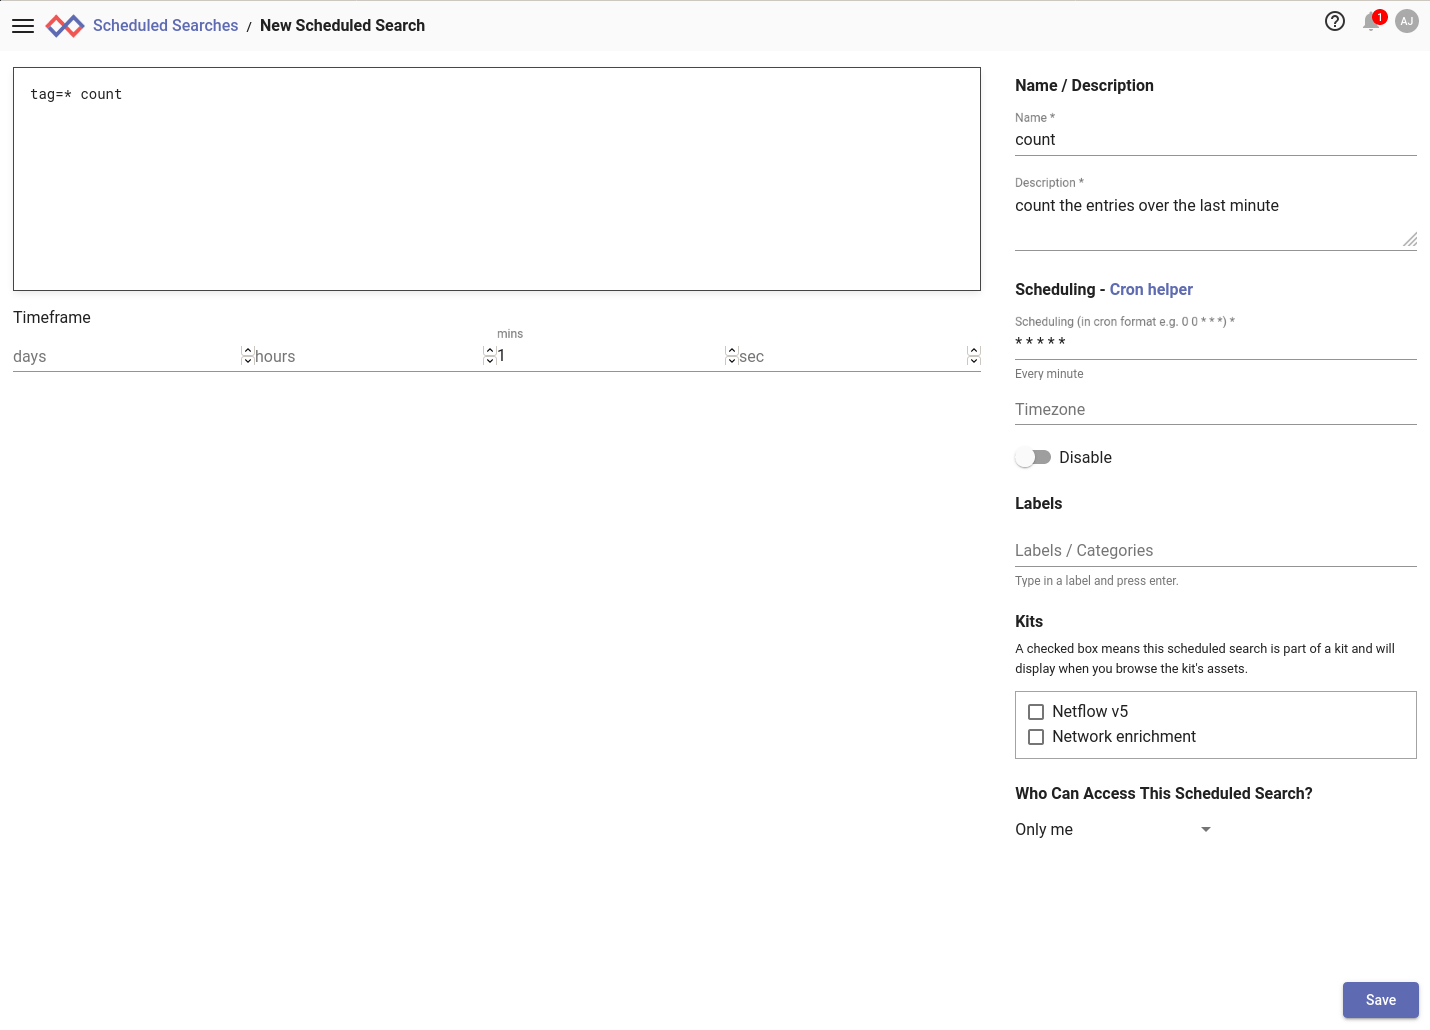 Scheduled Searches / New Scheduled Search
1
AJ
tag=* count
Timeframe
days
hours
mins
1
sec
Name / Description
Name *
count
Description *
count the entries over the last minute
Scheduling - Cron helper
Scheduling (in cron format e.g. 0 0 * * *) *
* * * * *
Every minute
Timezone
Disable
Labels
Labels / Categories
Type in a label and press enter.
Kits
A checked box means this scheduled search is part of a kit and will
display when you browse the kit's assets.
Netflow v5
Network enrichment
Who Can Access This Scheduled Search?
Only me
Save